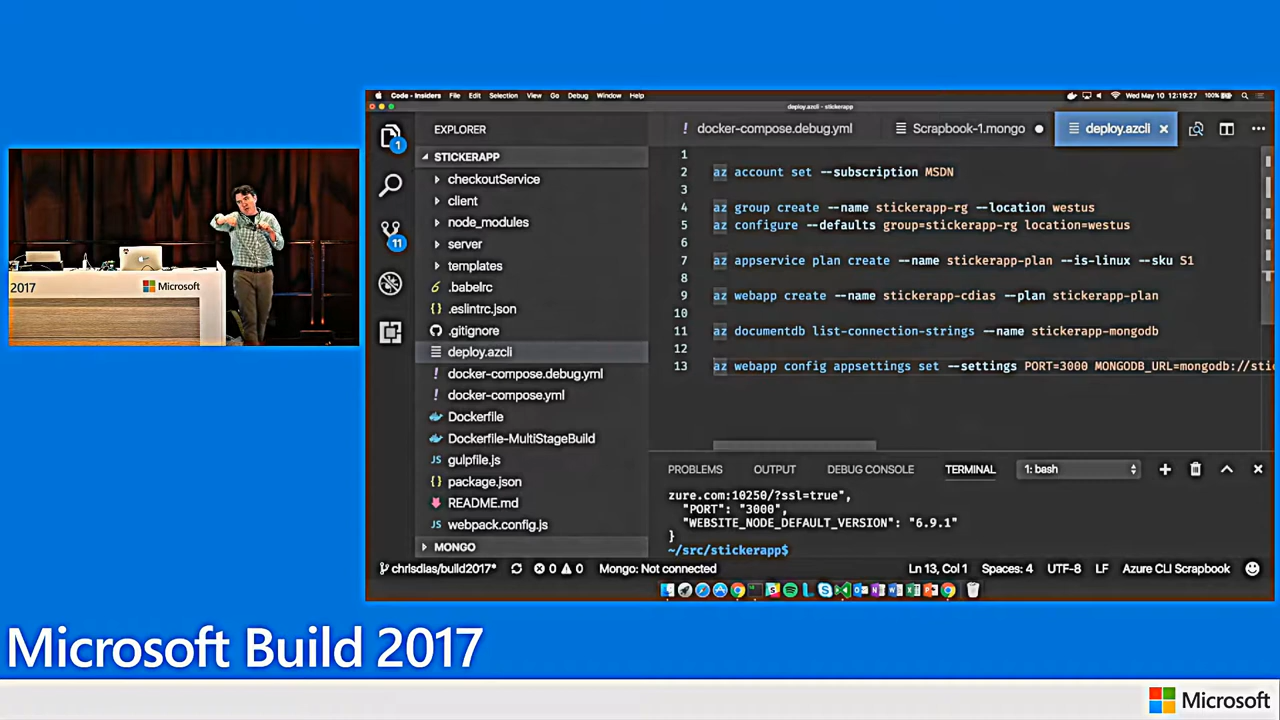 Code - Insiders File Edit Selection View Go Debug Window Help
Wed May 10 12:19:27 100%
deploy.azcli - stickerapp
EXPLORER
docker-compose.debug.yml
Scrapbook-1.mongo
deploy.azcli
STICKERAPP
checkoutService
client
node_modules
server
templates
.babelrc
.eslintrc.json
.gitignore
deploy.azcli
docker-compose.debug.yml
docker-compose.yml
Dockerfile
Dockerfile-MultiStageBuild
gulpfile.js
package.json
README.md
webpack.config.js
MONGO
1
11
1
2 az account set --subscription MSDN
3
4 az group create --name stickerapp-rg --location westus
5 az configure --defaults group=stickerapp-rg location=westus
6
7 az appservice plan create --name stickerapp-plan --is-linux --sku S1
8
9 az webapp create --name stickerapp-cdias --plan stickerapp-plan
10
11 az documentdb list-connection-strings --name stickerapp-mongodb
12
13 az webapp config appsettings set --settings PORT=3000 MONGODB_URL=mongodb://stic
PROBLEMS OUTPUT DEBUG CONSOLE TERMINAL 1: bash
zure.com:10250/?ssl=true",
"PORT": "3000",
"WEBSITE_NODE_DEFAULT_VERSION": "6.9.1"
}
~/src/stickerapp$
chrisdias/build2017* 0 0 Mongo: Not connected Ln 13, Col 1 Spaces: 4 UTF-8 LF Azure CLI Scrapbook
2017 Microsoft
Microsoft Build 2017
Microsoft